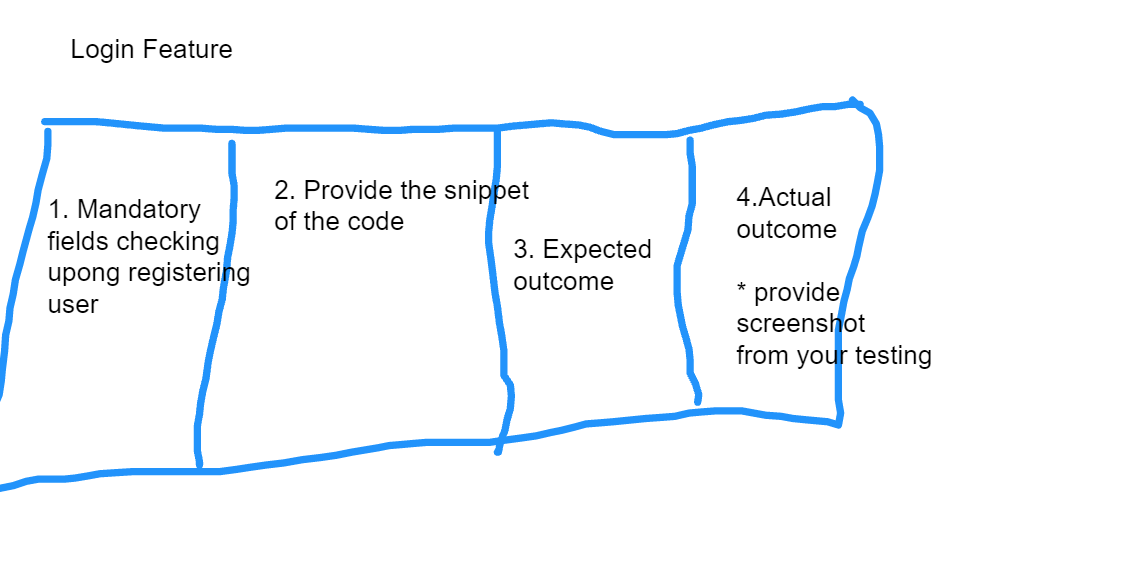 Login Feature
1. Mandatory
fields checking
upong registering
user
2. Provide the snippet
of the code
3. Expected
outcome
4.Actual
outcome
* provide
screenshot
from your testing